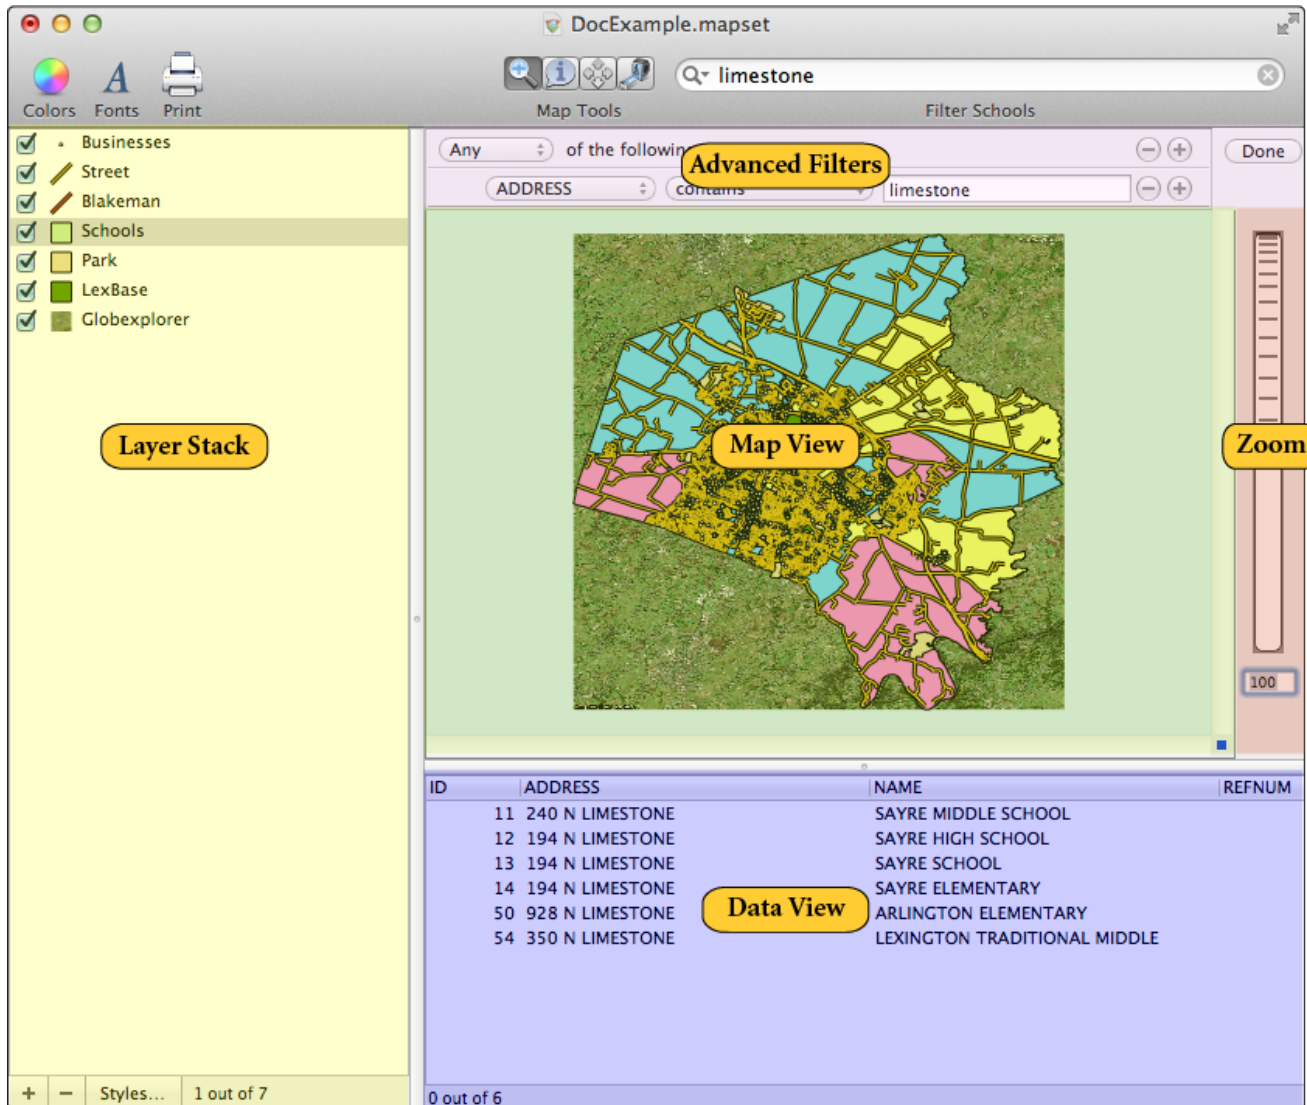 DocExample.mapset
limestone
Colors Fonts Print Map Tools Filter Schools
Businesses
Street
Blakeman
Schools
Park
LexBase
Globexplorer
Layer Stack
Any of the following
Advanced Filters
Done
ADDRESS contains limestone
Map View
Zoom
100
ID ADDRESS NAME REFNUM
11 240 N LIMESTONE SAYRE MIDDLE SCHOOL
12 194 N LIMESTONE SAYRE HIGH SCHOOL
13 194 N LIMESTONE SAYRE SCHOOL
14 194 N LIMESTONE SAYRE ELEMENTARY
50 928 N LIMESTONE ARLINGTON ELEMENTARY
54 350 N LIMESTONE LEXINGTON TRADITIONAL MIDDLE
Data View
+ − Styles... 1 out of 7
0 out of 6